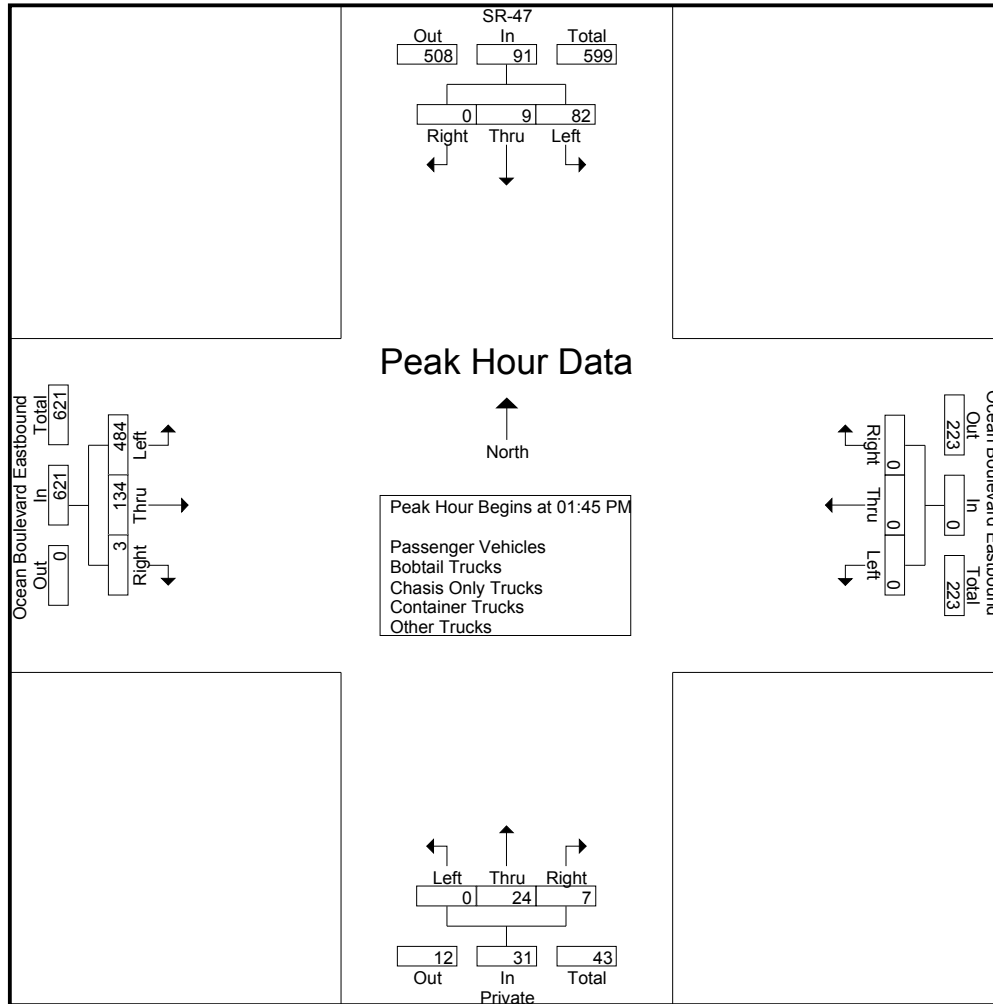 SR-47
Out In Total
508 91 599
0 9 82
Right Thru Left
Peak Hour Data
North
Peak Hour Begins at 01:45 PM
Passenger Vehicles
Bobtail Trucks
Chasis Only Trucks
Container Trucks
Other Trucks
Ocean Boulevard Eastbound
Out In Total
0 621 621
Left Thru Right
484 134 3
Ocean Boulevard Eastbound
Out In Total
223 0 223
Right Thru Left
0 0 0
Left Thru Right
0 24 7
12 31 43
Out In Total
Private